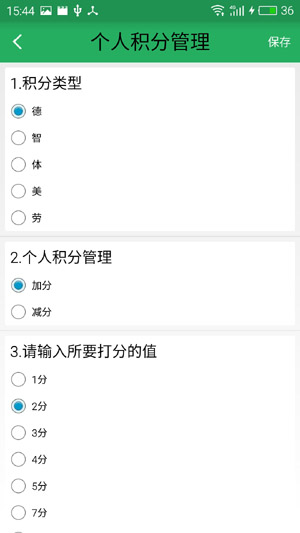 15:44
4G
36
个人积分管理
保存
1.积分类型
德
智
体
美
劳
2.个人积分管理
加分
减分
3.请输入所要打分的值
1分
2分
3分
4分
5分
7分